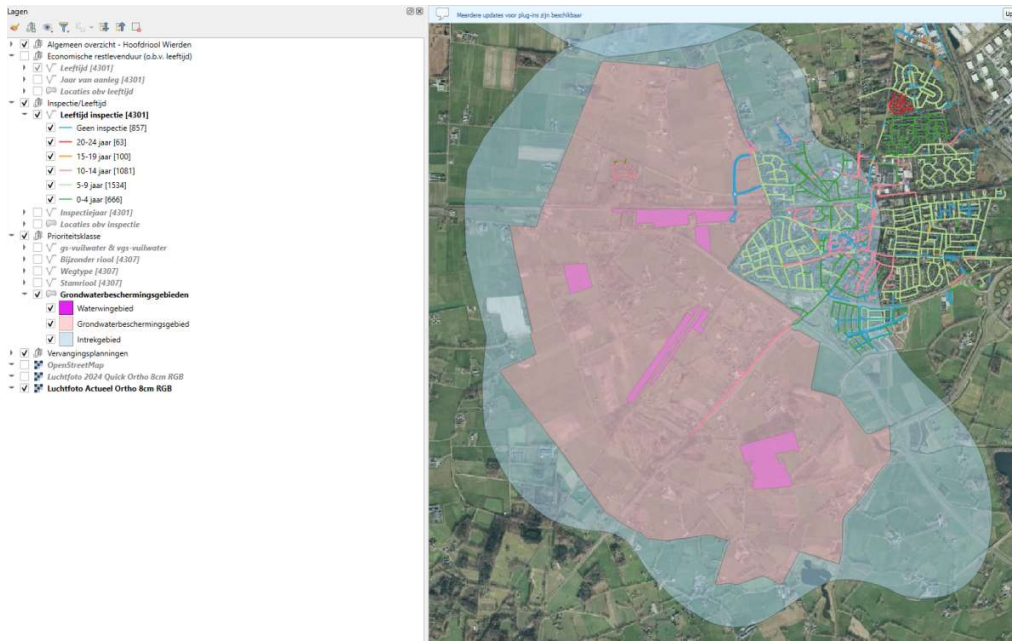 Lagen
Meerdere updates voor plug-ins zijn beschikbaar
Up
Algemeen overzicht - Hoofdriool Wierden
Economische restlevenduur (o.b.v. leeftijd)
Leeftijd [4301]
Jaar van aanleg [4301]
Locaties obv leeftijd
Inspectie/Leeftijd
Leeftijd inspectie [4301]
Geen inspectie [857]
20-24 jaar [63]
15-19 jaar [100]
10-14 jaar [1081]
5-9 jaar [1534]
0-4 jaar [666]
Inspectiejaar [4301]
Locaties obv inspectie
Prioriteitsklasse
gs-vuilwater & vgs-vuilwater
Bijzonder riool [4307]
Wegtype [4307]
Stamriool [4307]
Grondwaterbeschermingsgebieden
Waterwingebied
Grondwaterbeschermingsgebied
Intrekgebied
Vervangingsplanningen
OpenStreetMap
Luchtfoto 2024 Quick Ortho 8cm RGB
Luchtfoto Actueel Ortho 8cm RGB